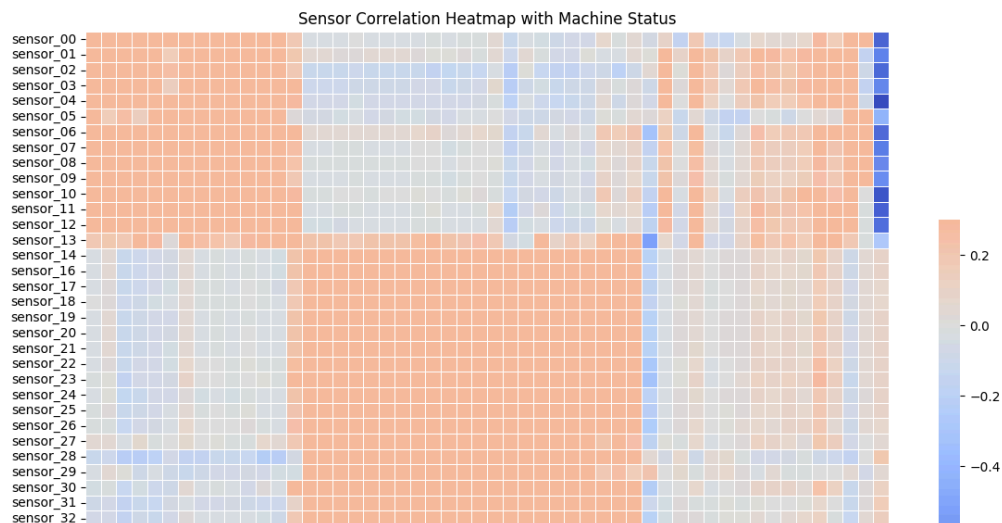 Sensor Correlation Heatmap with Machine Status
sensor_00
sensor_01
sensor_02
sensor_03
sensor_04
sensor_05
sensor_06
sensor_07
sensor_08
sensor_09
sensor_10
sensor_11
sensor_12
sensor_13
sensor_14
sensor_16
sensor_17
sensor_18
sensor_19
sensor_20
sensor_21
sensor_22
sensor_23
sensor_24
sensor_25
sensor_26
sensor_27
sensor_28
sensor_29
sensor_30
sensor_31
sensor_32
0.2
0.0
−0.2
−0.4